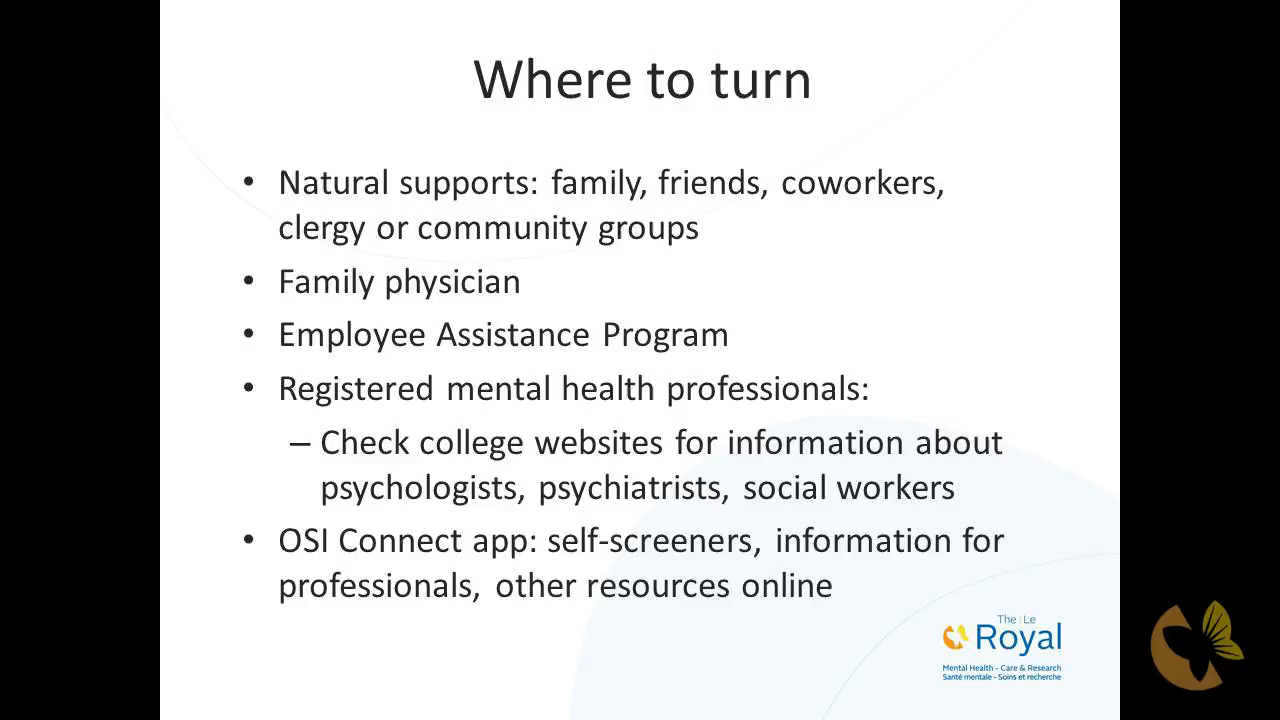 Where to turn
• Natural supports: family, friends, coworkers,
clergy or community groups
• Family physician
• Employee Assistance Program
• Registered mental health professionals:
– Check college websites for information about
psychologists, psychiatrists, social workers
• OSI Connect app: self-screeners, information for
professionals, other resources online
The | Le
Royal
Mental Health - Care & Research
Santé mentale - Soins et recherche